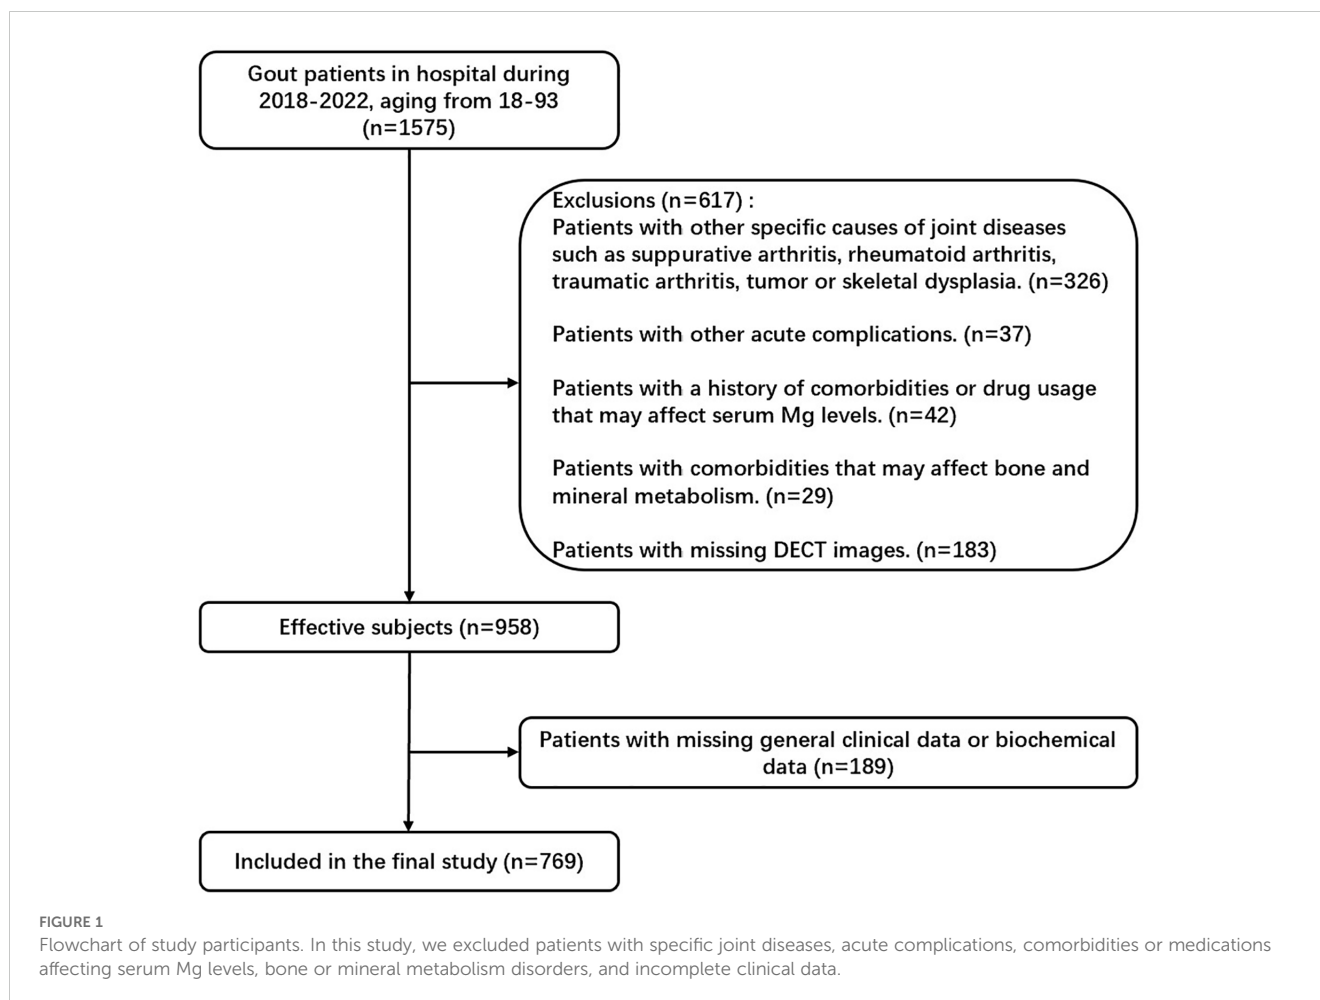 Gout patients in hospital during
2018-2022, aging from 18-93
(n=1575)
Exclusions (n=617) :
Patients with other specific causes of joint diseases
such as suppurative arthritis, rheumatoid arthritis,
traumatic arthritis, tumor or skeletal dysplasia. (n=326)
Patients with other acute complications. (n=37)
Patients with a history of comorbidities or drug usage
that may affect serum Mg levels. (n=42)
Patients with comorbidities that may affect bone and
mineral metabolism. (n=29)
Patients with missing DECT images. (n=183)
Effective subjects (n=958)
Patients with missing general clinical data or biochemical
data (n=189)
Included in the final study (n=769)
FIGURE 1
Flowchart of study participants. In this study, we excluded patients with specific joint diseases, acute complications, comorbidities or medications
affecting serum Mg levels, bone or mineral metabolism disorders, and incomplete clinical data.